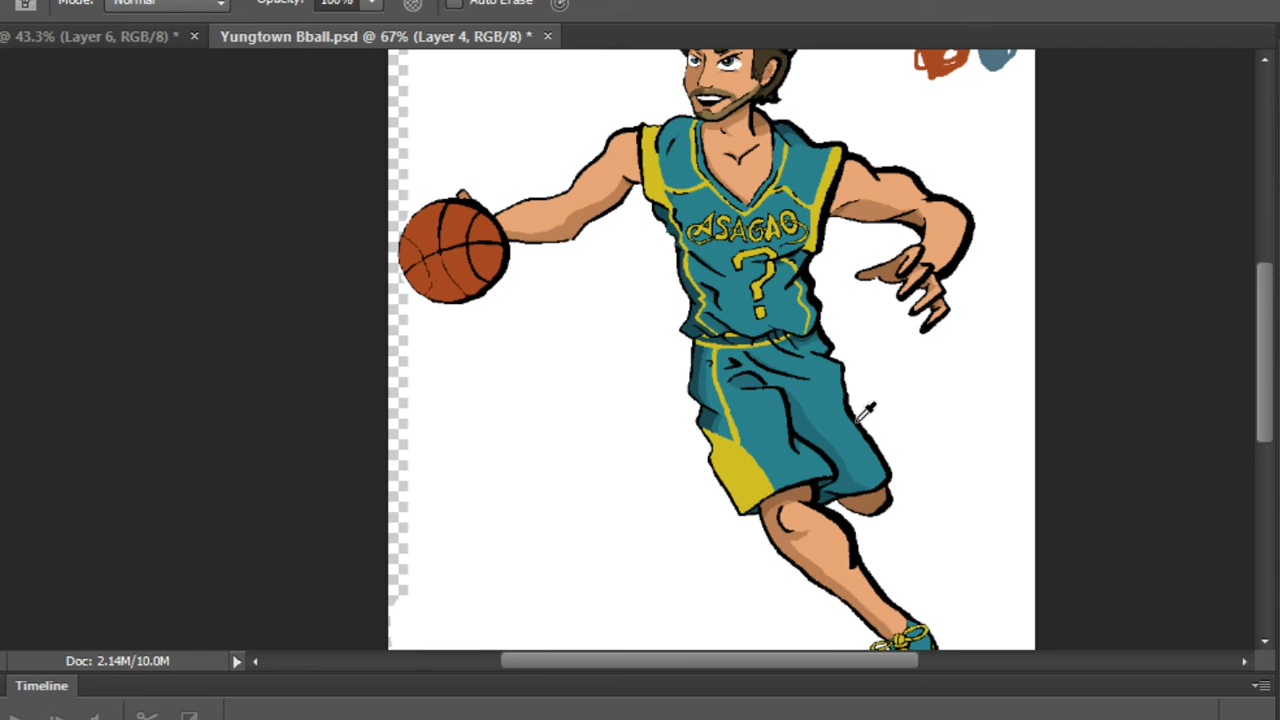 Mode: Normal Opacity: 100% Auto Erase
@ 43.3% (Layer 6, RGB/8) * × Yungtown Bball.psd @ 67% (Layer 4, RGB/8) * ×
ASAGAO
?
Doc: 2.14M/10.0M
Timeline